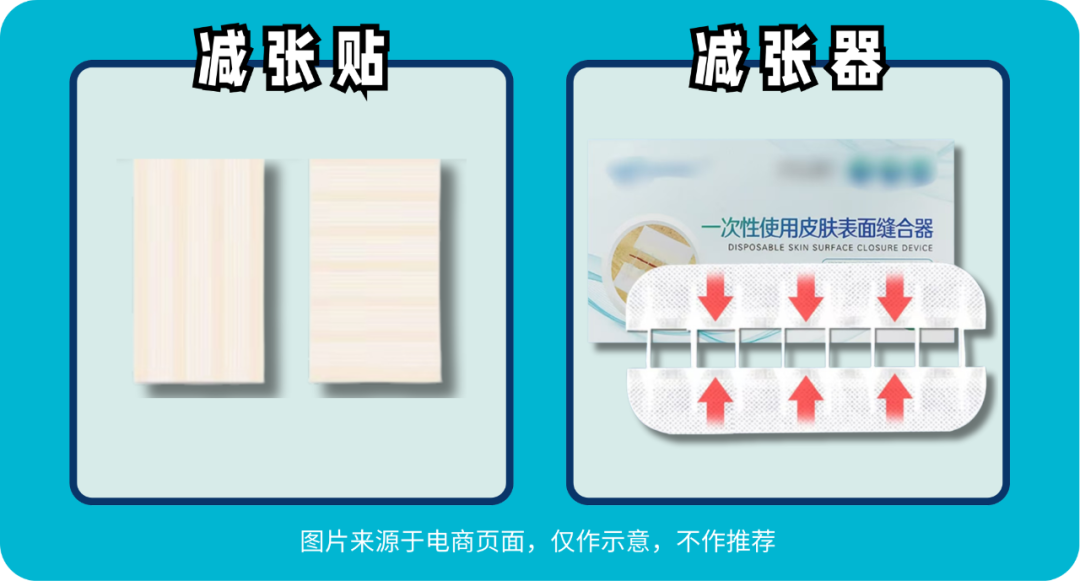 减张贴
减张器
一次性使用皮肤表面缝合器
DISPOSABLE SKIN SURFACE CLOSURE DEVICE
图片来源于电商页面，仅作示意，不作推荐